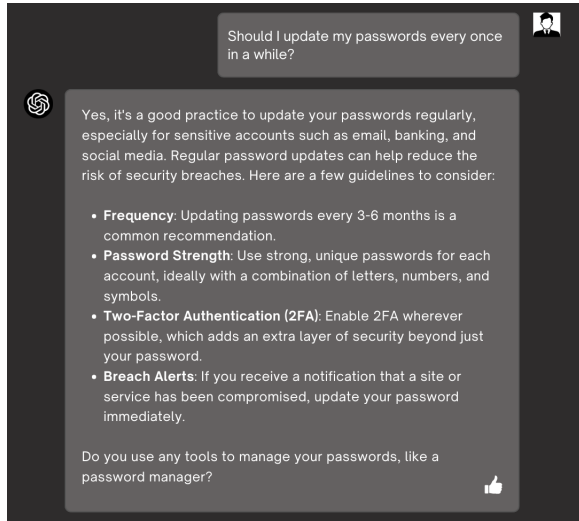 Should I update my passwords every once
in a while?
Yes, it's a good practice to update your passwords regularly,
especially for sensitive accounts such as email, banking, and
social media. Regular password updates can help reduce the
risk of security breaches. Here are a few guidelines to consider:
• Frequency: Updating passwords every 3-6 months is a
common recommendation.
• Password Strength: Use strong, unique passwords for each
account, ideally with a combination of letters, numbers, and
symbols.
• Two-Factor Authentication (2FA): Enable 2FA wherever
possible, which adds an extra layer of security beyond just
your password.
• Breach Alerts: If you receive a notification that a site or
service has been compromised, update your password
immediately.
Do you use any tools to manage your passwords, like a
password manager?